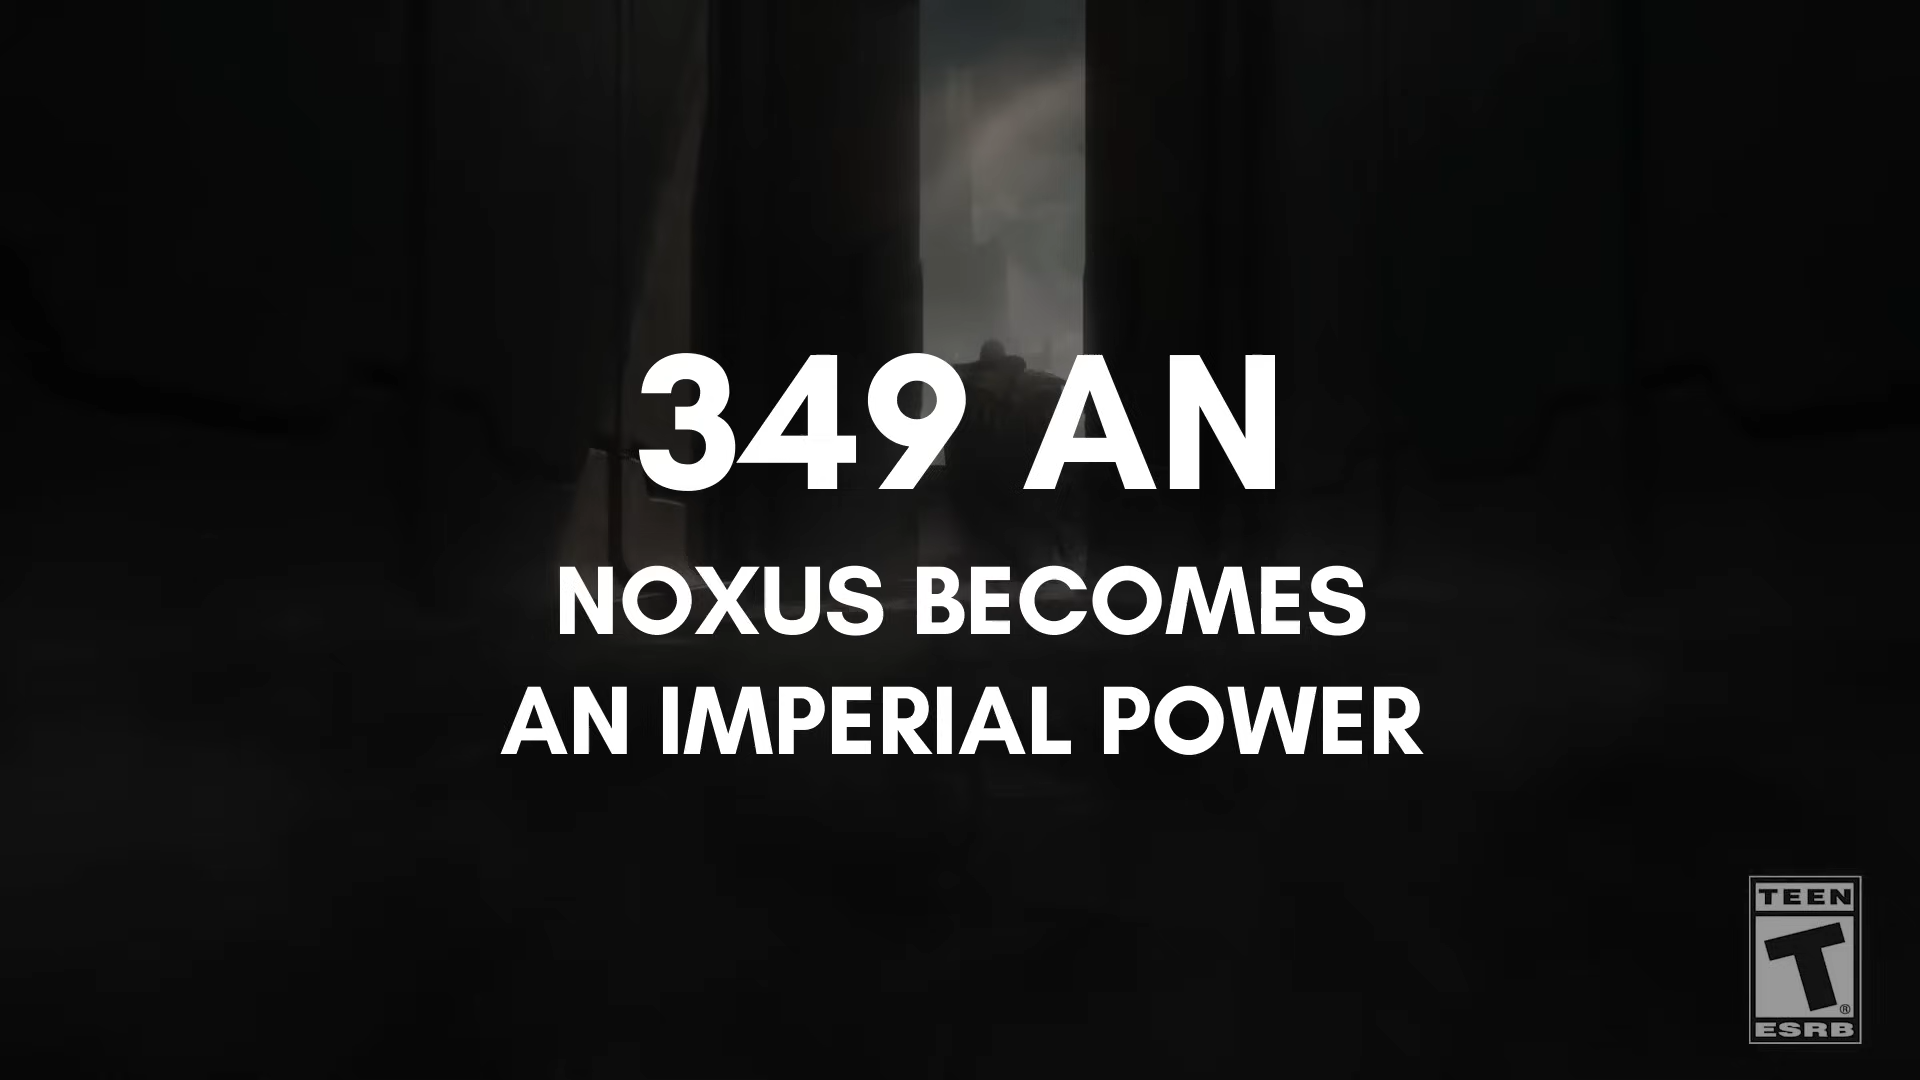 349 AN
NOXUS BECOMES
AN IMPERIAL POWER
TEEN
T
®
ESRB